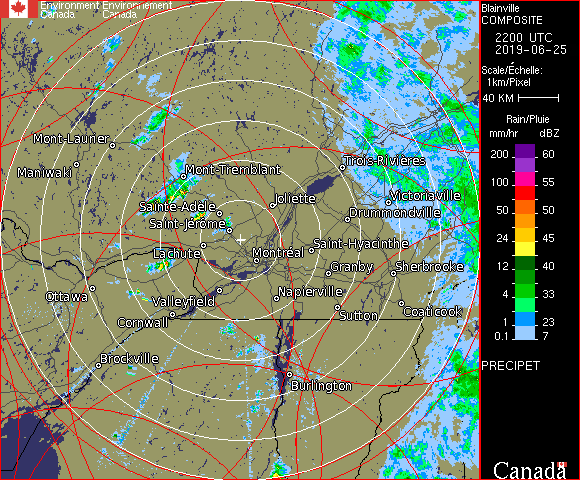 Environment Environnement
Canada Canada
Mont-Laurier
Maniwaki
Mont-Tremblant
Trois-Rivières
Sainte-Adèle
Joliette
Victoriaville
Drummondville
Saint-Jérôme
Lachute
Montréal
Saint-Hyacinthe
Granby
Sherbrooke
Ottawa
Valleyfield
Napierville
Cornwall
Sutton
Coaticook
Brockville
Burlington
Blainville
COMPOSITE
2200 UTC
2019-06-25
Scale/Échelle:
1km/Pixel
40 KM
Rain/Pluie
mm/hr dBZ
200 60
100 55
50 50
24 45
12 40
4 33
1 23
0.1 7
PRECIPET
Canada